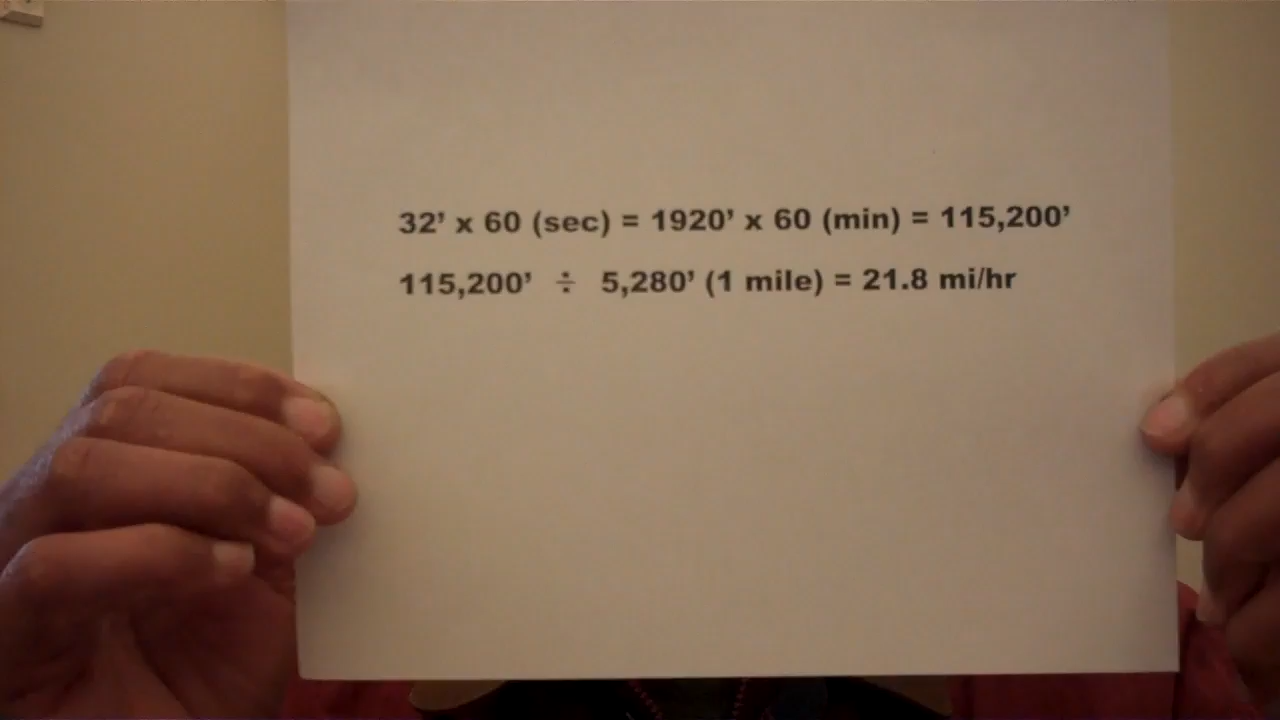 32’ x 60 (sec) = 1920’ x 60 (min) = 115,200’
115,200’ ÷ 5,280’ (1 mile) = 21.8 mi/hr